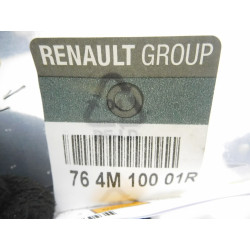 RENAULT GROUP
76 4M 100 01R